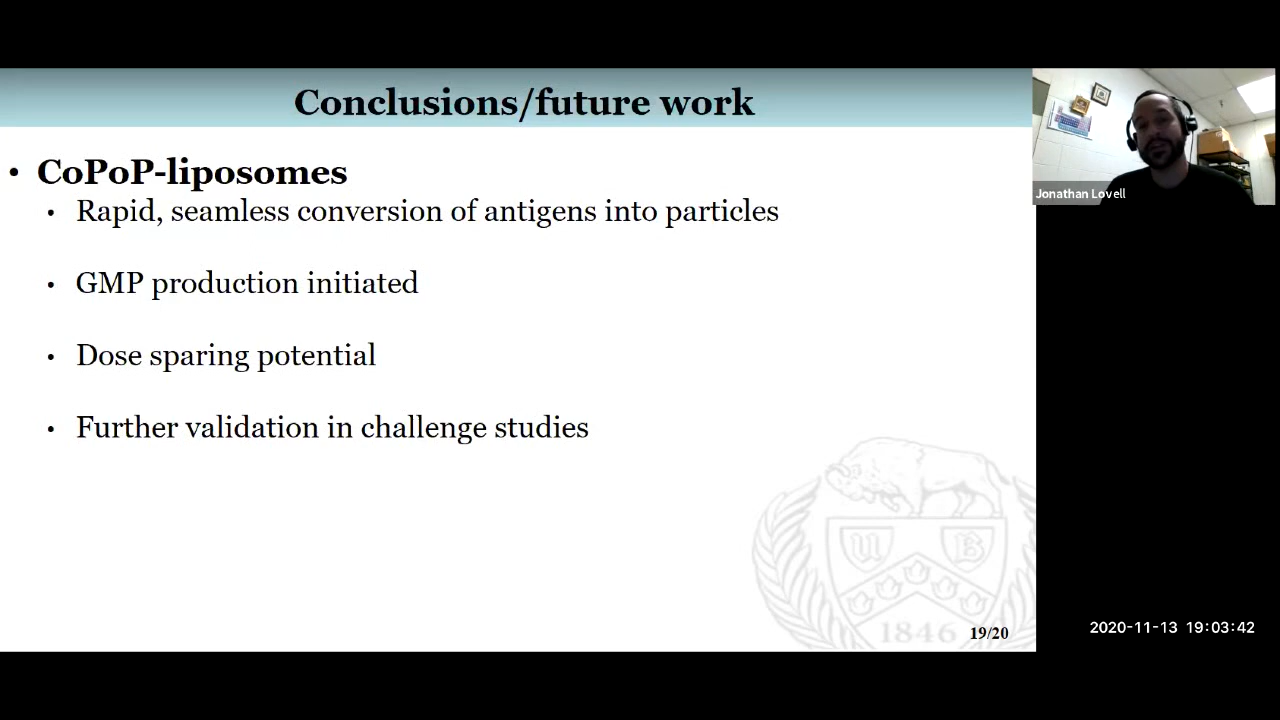 Conclusions/future work
• CoPoP-liposomes
• Rapid, seamless conversion of antigens into particles
• GMP production initiated
• Dose sparing potential
• Further validation in challenge studies
U B
1846
19/20
Jonathan Lovell
2020-11-13 19:03:42